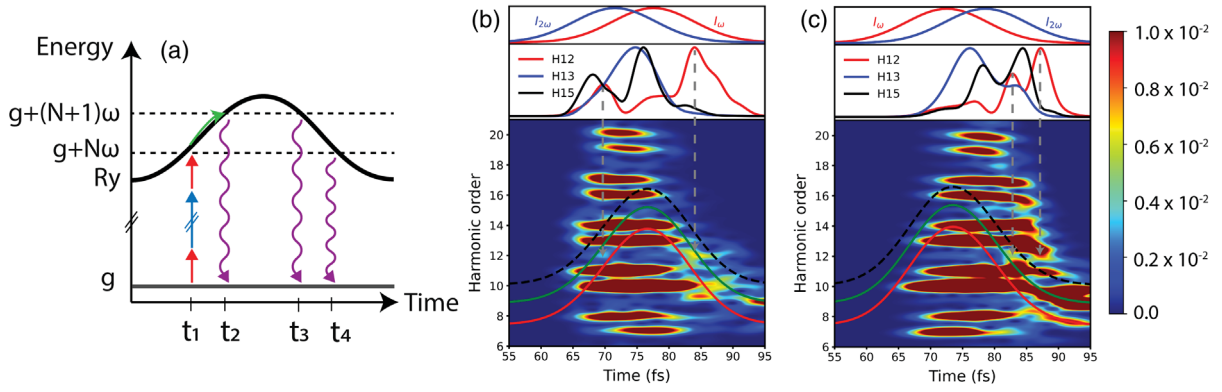 (a)
Energy
g+(N+1)ω
g+Nω
Ry
g
t₁ t₂ t₃ t₄
Time
(b)
I₂ω Iω
H12
H13
H15
Harmonic order
20
18
16
14
12
10
8
6
55 60 65 70 75 80 85 90 95
Time (fs)
(c)
Iω I₂ω
H12
H13
H15
Harmonic order
20
18
16
14
12
10
8
6
55 60 65 70 75 80 85 90 95
Time (fs)
1.0 x 10⁻²
0.8 x 10⁻²
0.6 x 10⁻²
0.4 x 10⁻²
0.2 x 10⁻²
0.0